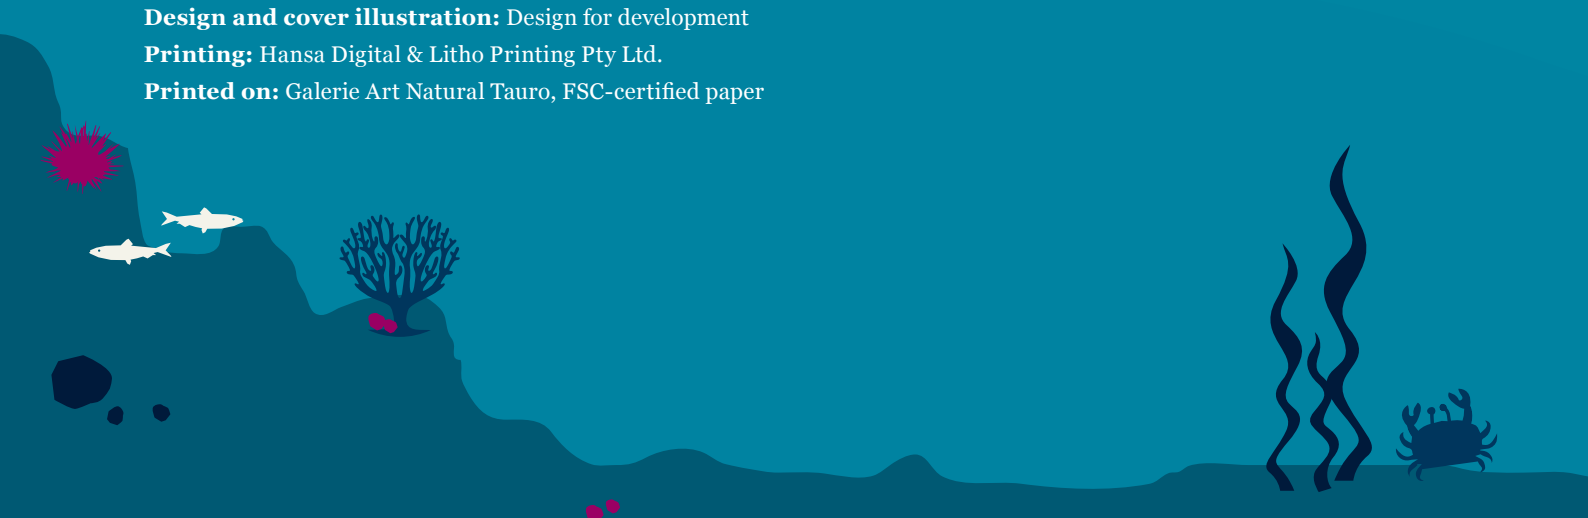 Design and cover illustration: Design for development
Printing: Hansa Digital & Litho Printing Pty Ltd.
Printed on: Galerie Art Natural Tauro, FSC-certified paper